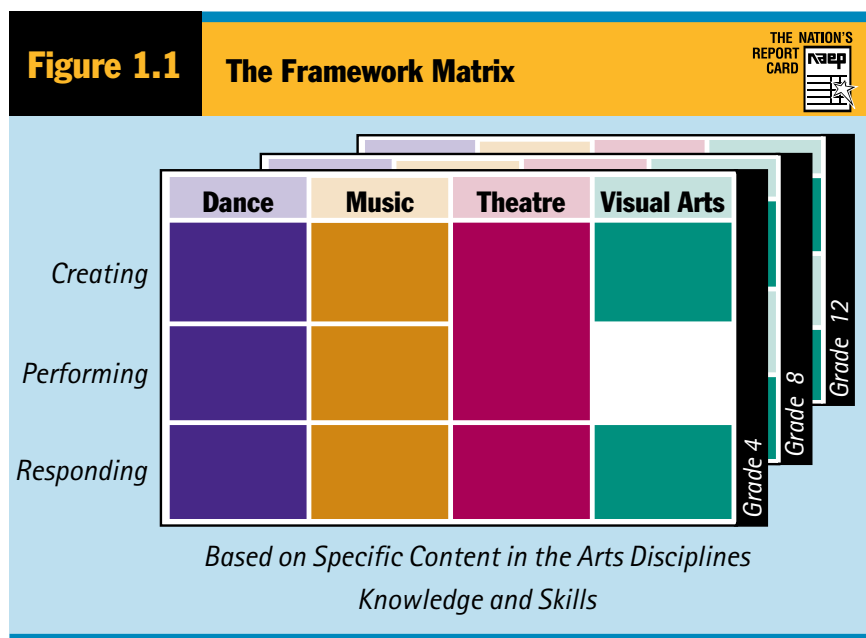 Figure 1.1
The Framework Matrix
THE NATION'S
REPORT
CARD
naep
Dance Music Theatre Visual Arts
Creating
Performing
Responding
Grade 4
Grade 8
Grade 12
Based on Specific Content in the Arts Disciplines
Knowledge and Skills